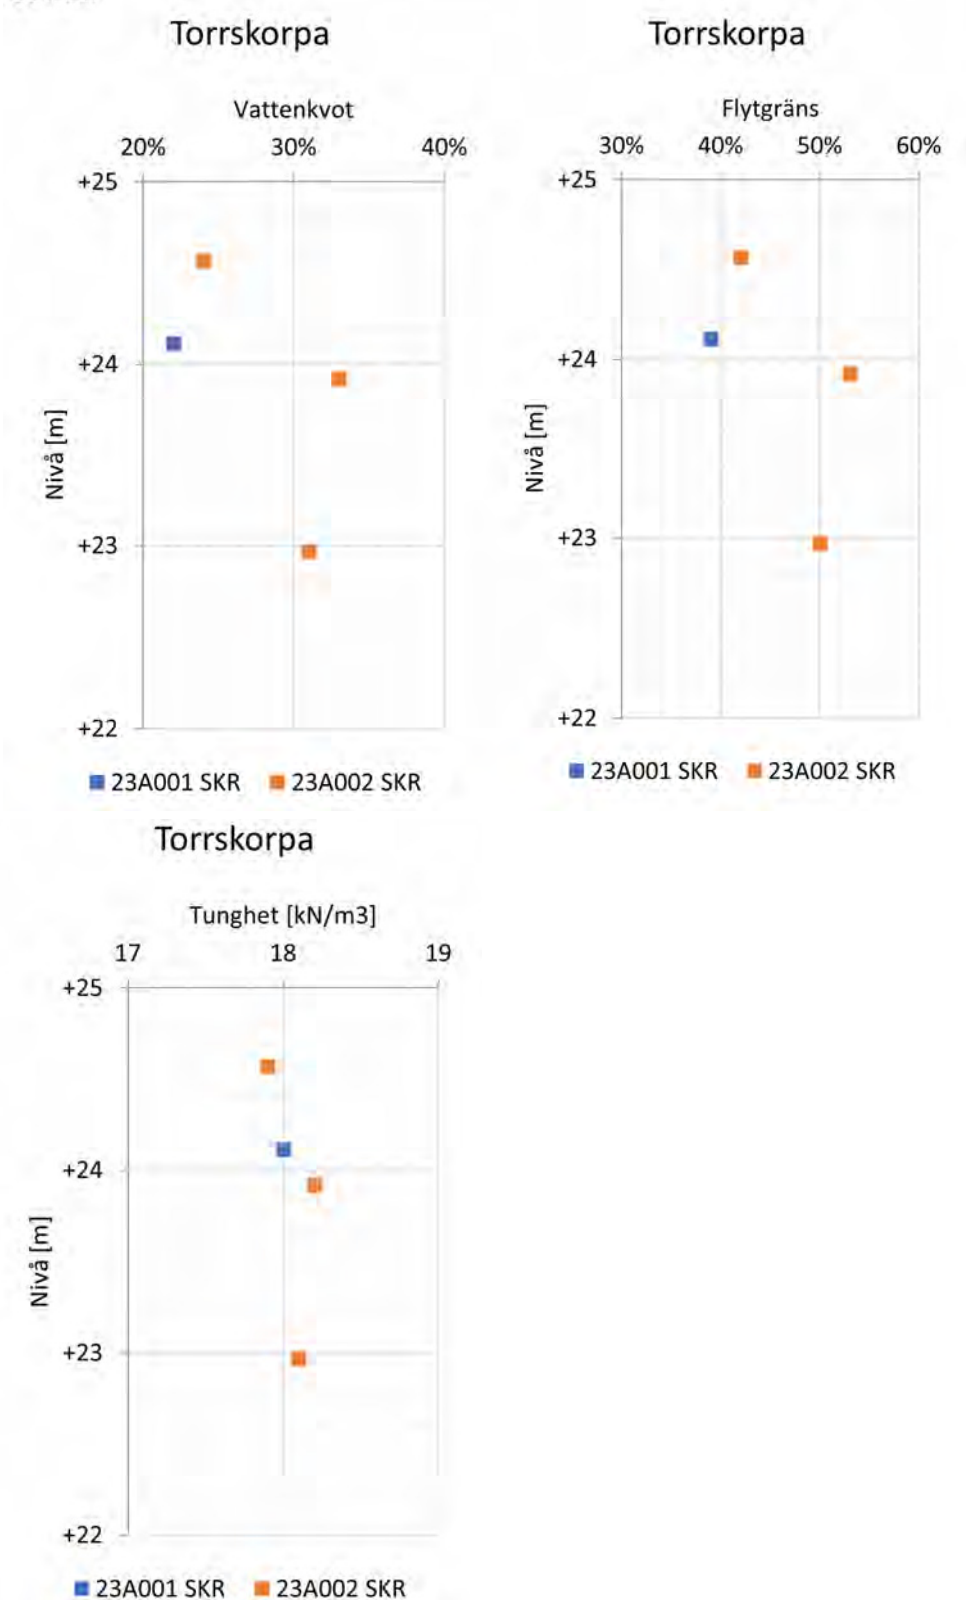 Torrskorpa
Vattenkvot
20% 30% 40%
+25
+24
+23
+22
Nivå [m]
23A001 SKR 23A002 SKR
Torrskorpa
Flytgräns
30% 40% 50% 60%
+25
+24
+23
+22
Nivå [m]
23A001 SKR 23A002 SKR
Torrskorpa
Tunghet [kN/m3]
17 18 19
+25
+24
+23
+22
Nivå [m]
23A001 SKR 23A002 SKR